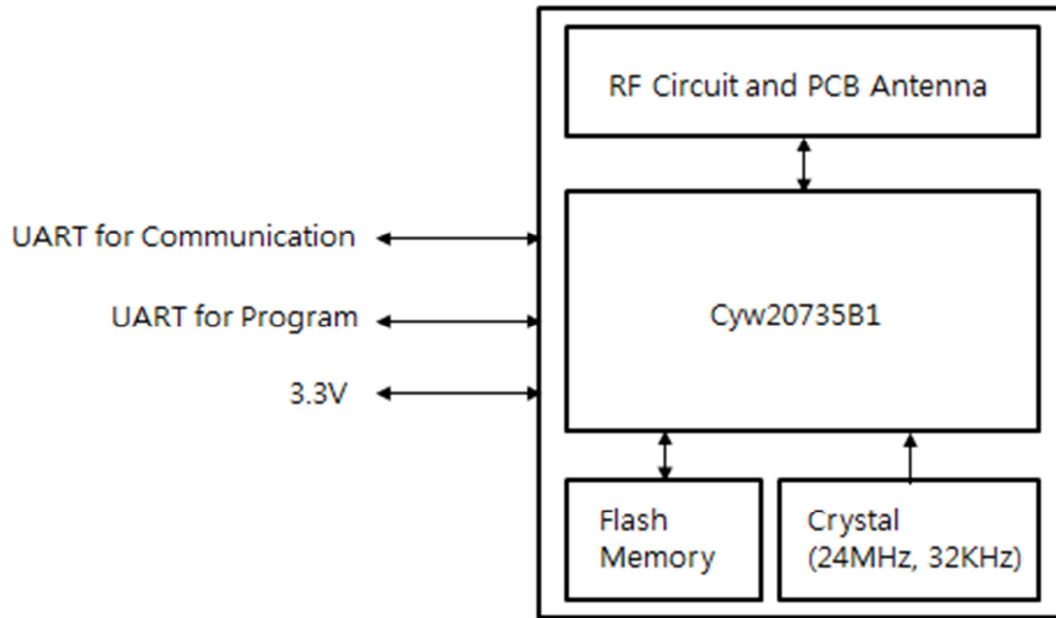 RF Circuit and PCB Antenna
UART for Communication
UART for Program
Cyw20735B1
3.3V
Flash
Memory
Crystal
(24MHz, 32KHz)